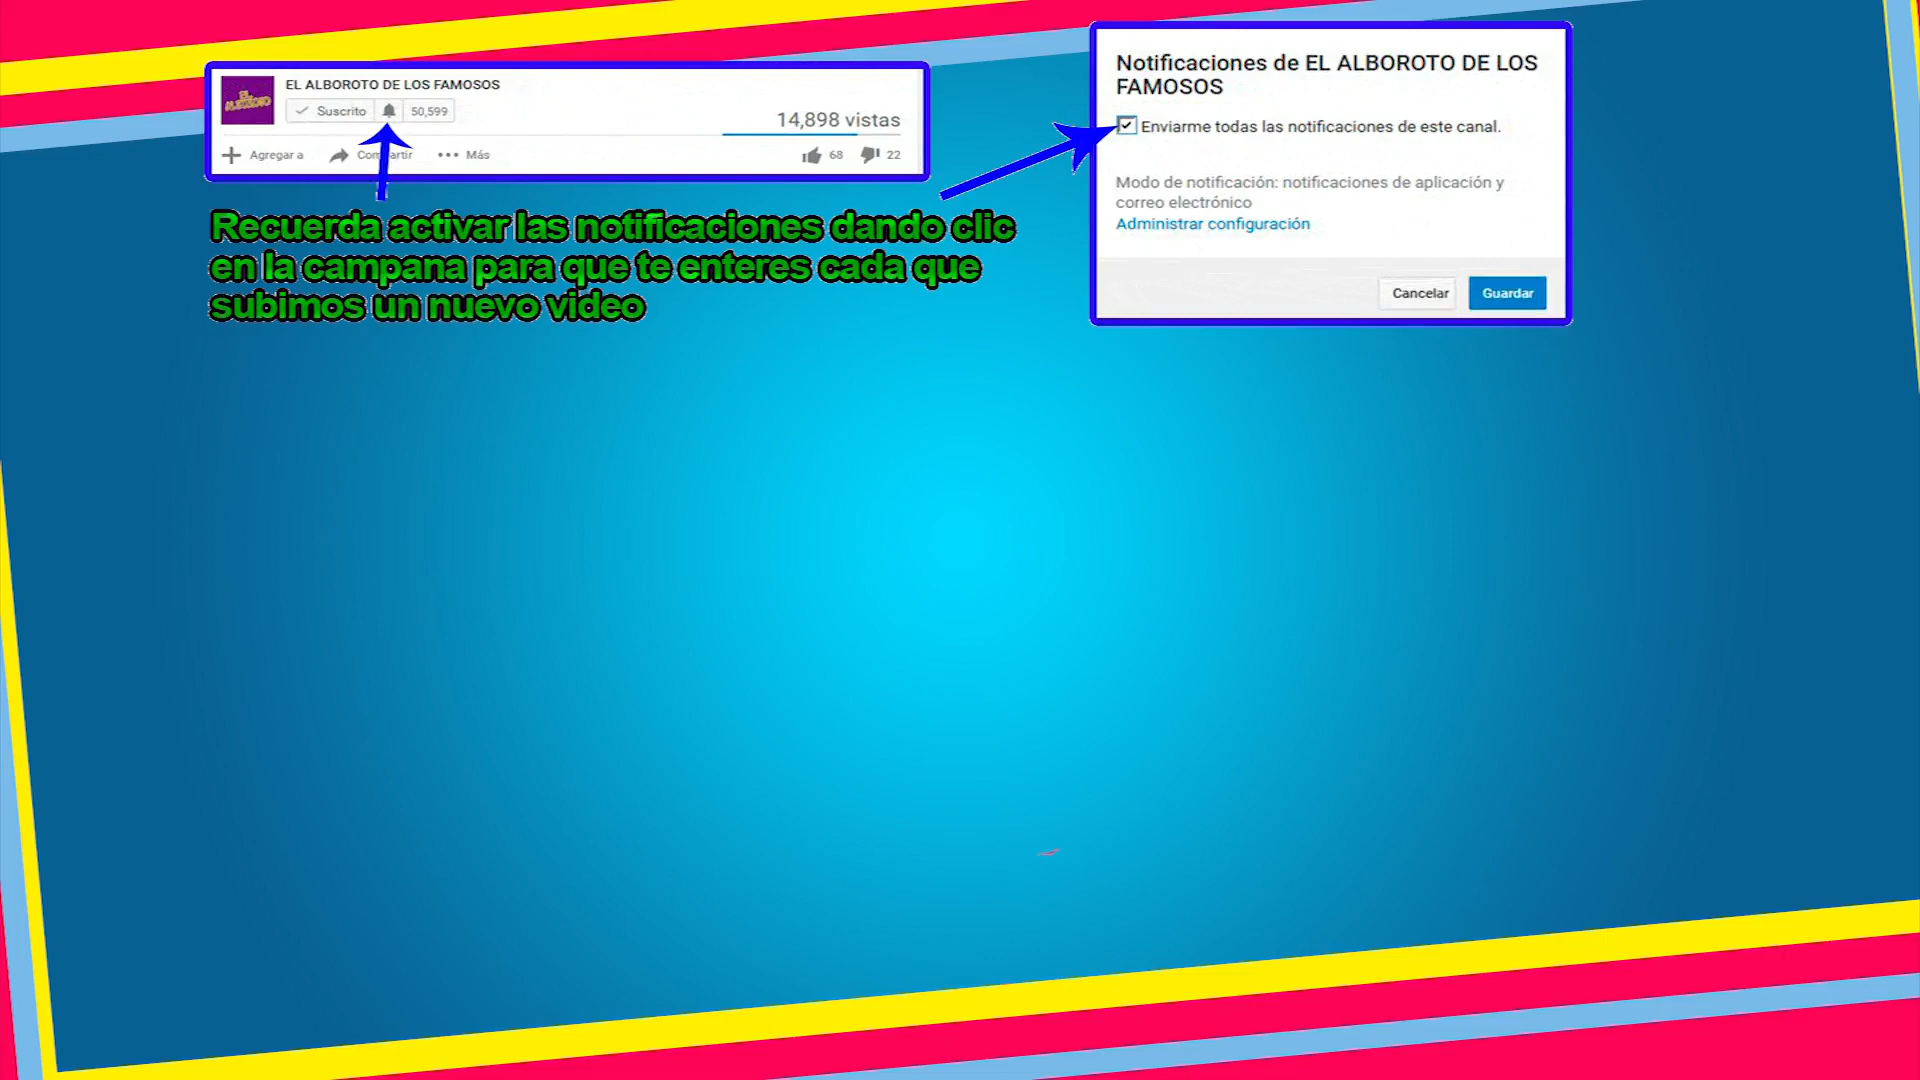 EL ALBOROTO DE LOS FAMOSOS
EL
ALBOROTO
Suscrito 50,599
14,898 vistas
Agregar a Compartir Más 68 22
Recuerda activar las notificaciones dando clic
en la campana para que te enteres cada que
subimos un nuevo video
Notificaciones de EL ALBOROTO DE LOS
FAMOSOS
Enviarme todas las notificaciones de este canal.
Modo de notificación: notificaciones de aplicación y
correo electrónico
Administrar configuración
Cancelar Guardar